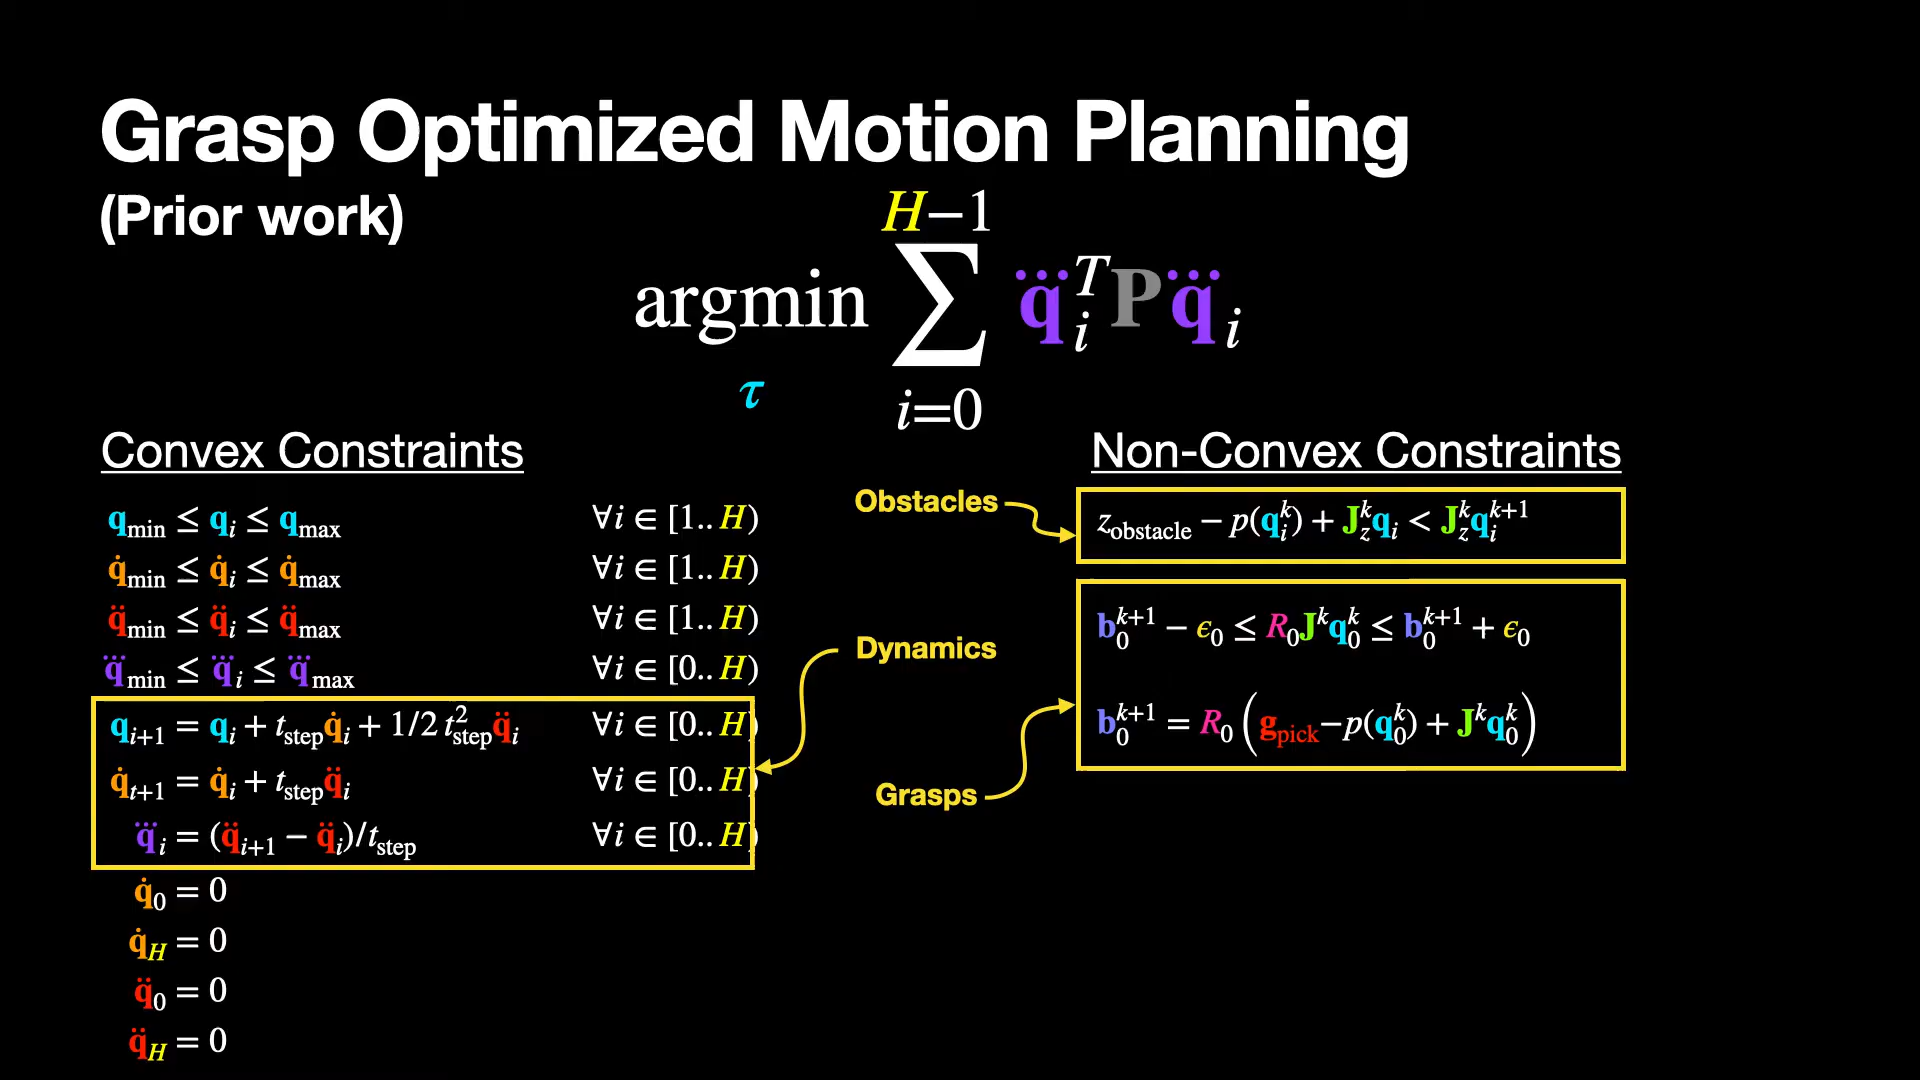 Grasp Optimized Motion Planning
(Prior work)
argmin_τ ∑_{i=0}^{H−1} q⃛_i^T P q⃛_i
Convex Constraints
q_min ≤ q_i ≤ q_max ∀i ∈ [1.. H)
q̇_min ≤ q̇_i ≤ q̇_max ∀i ∈ [1.. H)
q̈_min ≤ q̈_i ≤ q̈_max ∀i ∈ [1.. H)
q⃛_min ≤ q⃛_i ≤ q⃛_max ∀i ∈ [0.. H)
q_{i+1} = q_i + t_step q̇_i + 1/2 t_step^2 q̈_i ∀i ∈ [0.. H)
q̇_{t+1} = q̇_i + t_step q̈_i ∀i ∈ [0.. H)
q⃛_i = (q̈_{i+1} − q̈_i)/t_step ∀i ∈ [0.. H)
q̇_0 = 0
q̇_H = 0
q̈_0 = 0
q̈_H = 0
Obstacles
Dynamics
Grasps
Non-Convex Constraints
z_obstacle − p(q_i^k) + J_z^k q_i < J_z^k q_i^{k+1}
b_0^{k+1} − ϵ_0 ≤ R_0 J^k q_0^k ≤ b_0^{k+1} + ϵ_0
b_0^{k+1} = R_0 (g_pick − p(q_0^k) + J^k q_0^k)